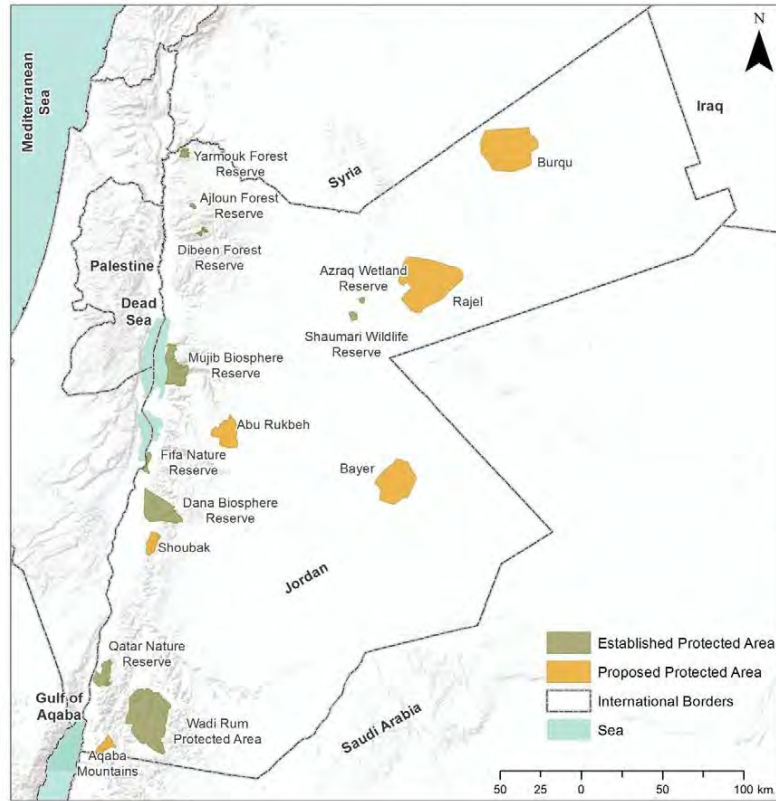 N
Mediterranean
Sea
Iraq
Burqu
Syria
Yarmouk Forest
Reserve
Ajloun Forest
Reserve
Dibeen Forest
Reserve
Palestine
Azraq Wetland
Reserve
Rajel
Dead
Sea
Shaumari Wildlife
Reserve
Mujib Biosphere
Reserve
Abu Rukbeh
Fifa Nature
Reserve
Bayer
Dana Biosphere
Reserve
Shoubak
Jordan
Qatar Nature
Reserve
Gulf of
Aqaba
Wadi Rum
Protected Area
Saudi Arabia
Aqaba
Mountains
Established Protected Area
Proposed Protected Area
International Borders
Sea
50 25 0 50 100 km